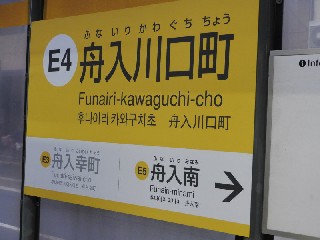 ふな いり かわ ぐち ちょう
E4 舟入川口町
Funairi-kawaguchi-cho
후나이리 카와구치초 舟入川口町
E3 舟入幸町
E5 舟入南
Funairi-minami
Info